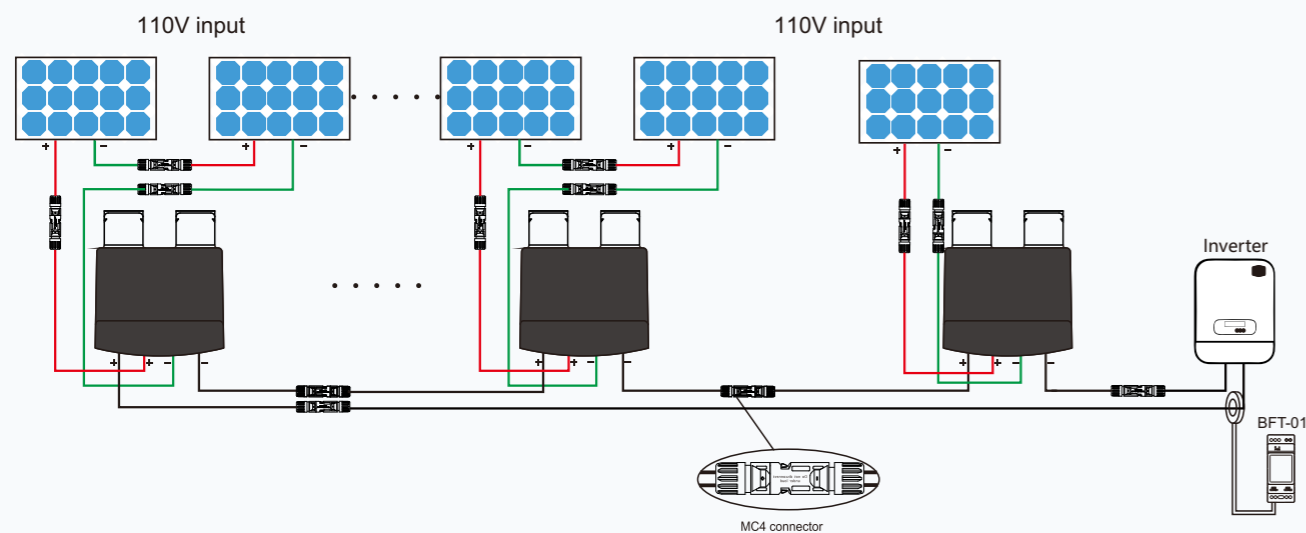 110V input
110V input
+ − + − + − + − + −
Inverter
+ + − − + + − − + + − −
BFT-01
MC4 connector